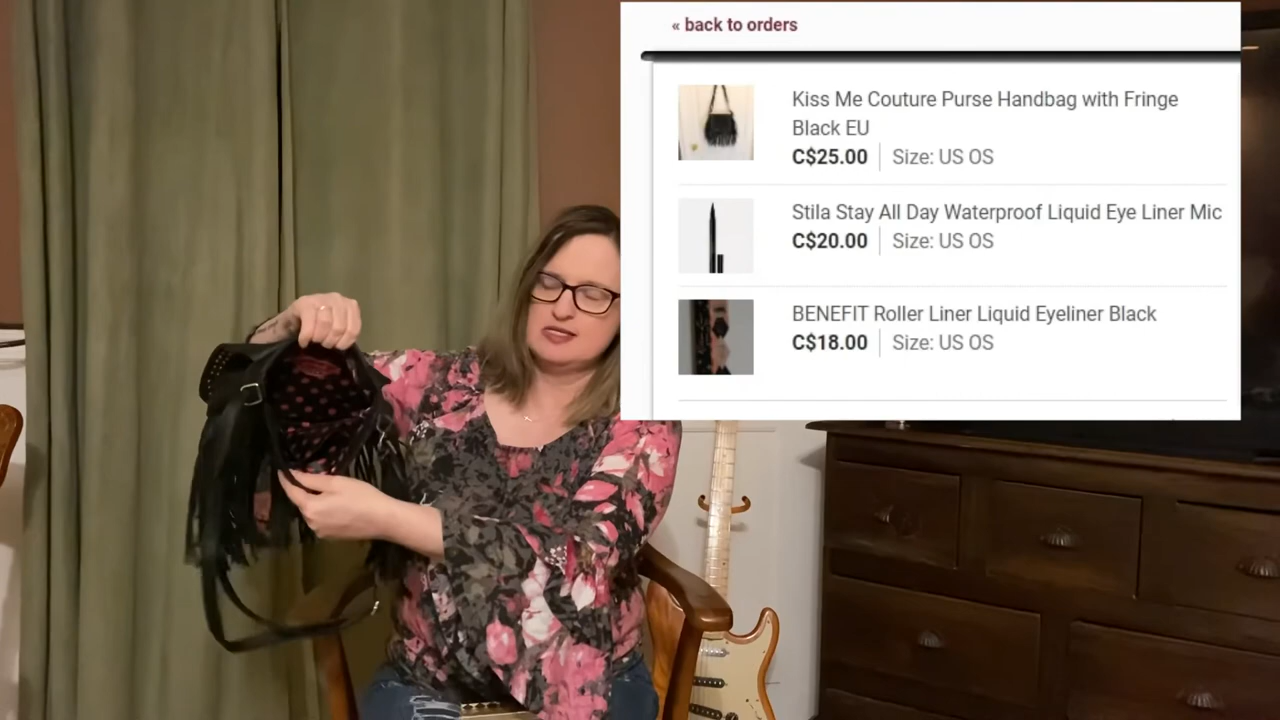 « back to orders
Kiss Me Couture Purse Handbag with Fringe
Black EU
C$25.00 Size: US OS
Stila Stay All Day Waterproof Liquid Eye Liner Mic
C$20.00 Size: US OS
BENEFIT Roller Liner Liquid Eyeliner Black
C$18.00 Size: US OS